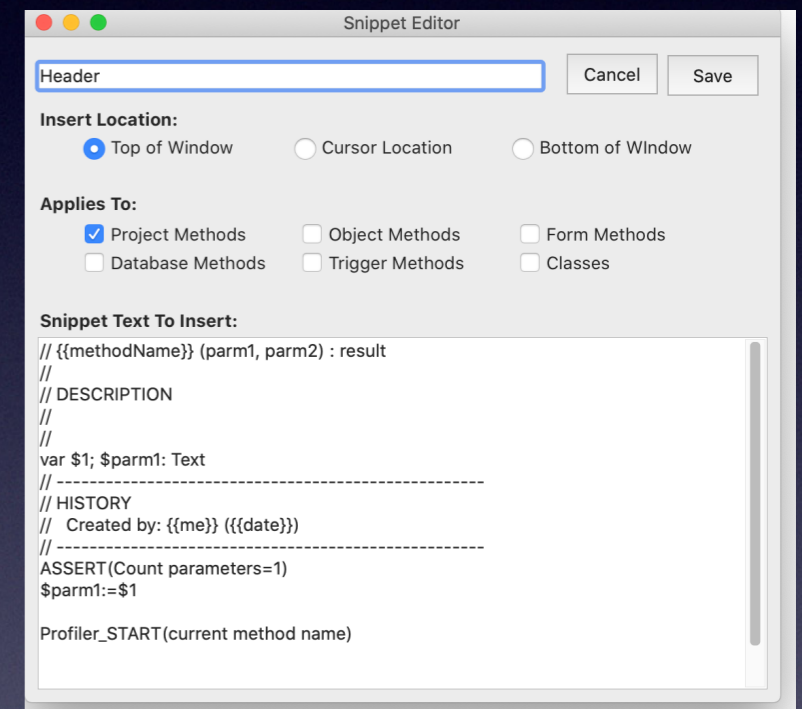 Snippet Editor
Header
Cancel
Save
Insert Location:
Top of Window
Cursor Location
Bottom of WIndow
Applies To:
Project Methods
Object Methods
Form Methods
Database Methods
Trigger Methods
Classes
Snippet Text To Insert:
// {{methodName}} (parm1, parm2) : result
//
// DESCRIPTION
//
//
var $1; $parm1: Text
// ----------------------------------------------------
// HISTORY
//   Created by: {{me}} ({{date}})
// ----------------------------------------------------
ASSERT(Count parameters=1)
$parm1:=$1
Profiler_START(current method name)